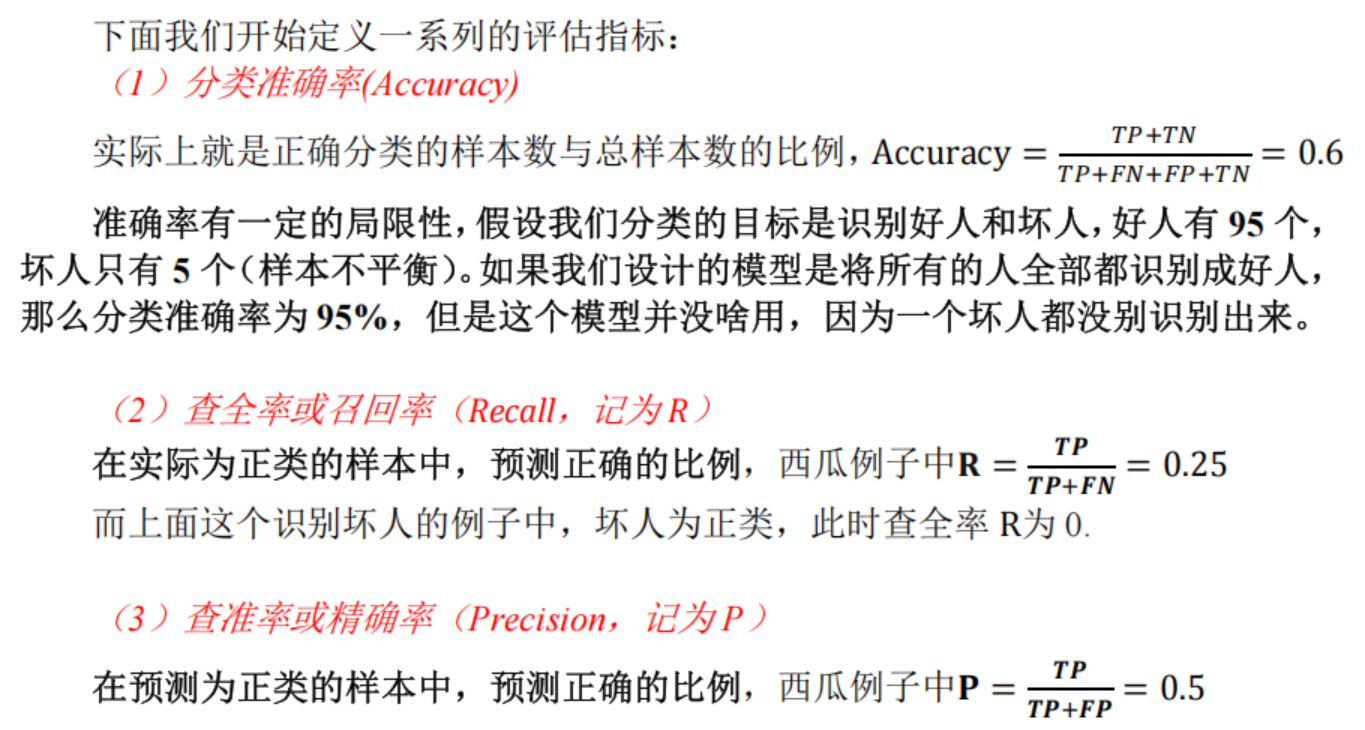 下面我们开始定义一系列的评估指标：
（1）分类准确率(Accuracy)
实际上就是正确分类的样本数与总样本数的比例，Accuracy = \frac{TP+TN}{TP+FN+FP+TN} = 0.6
准确率有一定的局限性，假设我们分类的目标是识别好人和坏人，好人有 95 个，
坏人只有 5 个（样本不平衡）。如果我们设计的模型是将所有的人全部都识别成好人，
那么分类准确率为 95%，但是这个模型并没啥用，因为一个坏人都没别识别出来。
（2）查全率或召回率（Recall，记为 R）
在实际为正类的样本中，预测正确的比例，西瓜例子中R = \frac{TP}{TP+FN} = 0.25
而上面这个识别坏人的例子中，坏人为正类，此时查全率 R为 0.
（3）查准率或精确率（Precision，记为 P）
在预测为正类的样本中，预测正确的比例，西瓜例子中P = \frac{TP}{TP+FP} = 0.5